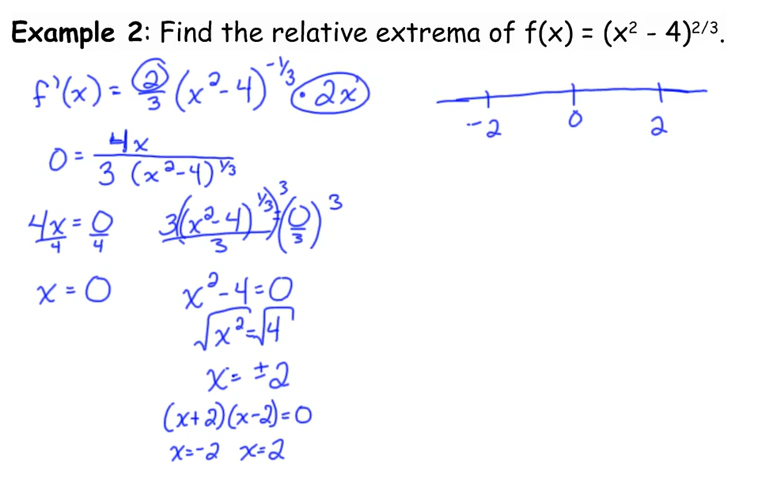 Example 2: Find the relative extrema of f(x) = (x² - 4)^2/3.
f'(x) = 2/3 (x²-4)^-1/3 · 2x
-2 0 2
0 = 4x / 3 (x²-4)^1/3
4x/4 = 0/4
(3(x²-4)^1/3 / 3)^3 = (0/3)^3
x = 0
x²-4=0
√x² = √4
x = ±2
(x+2)(x-2)=0
x=-2 x=2